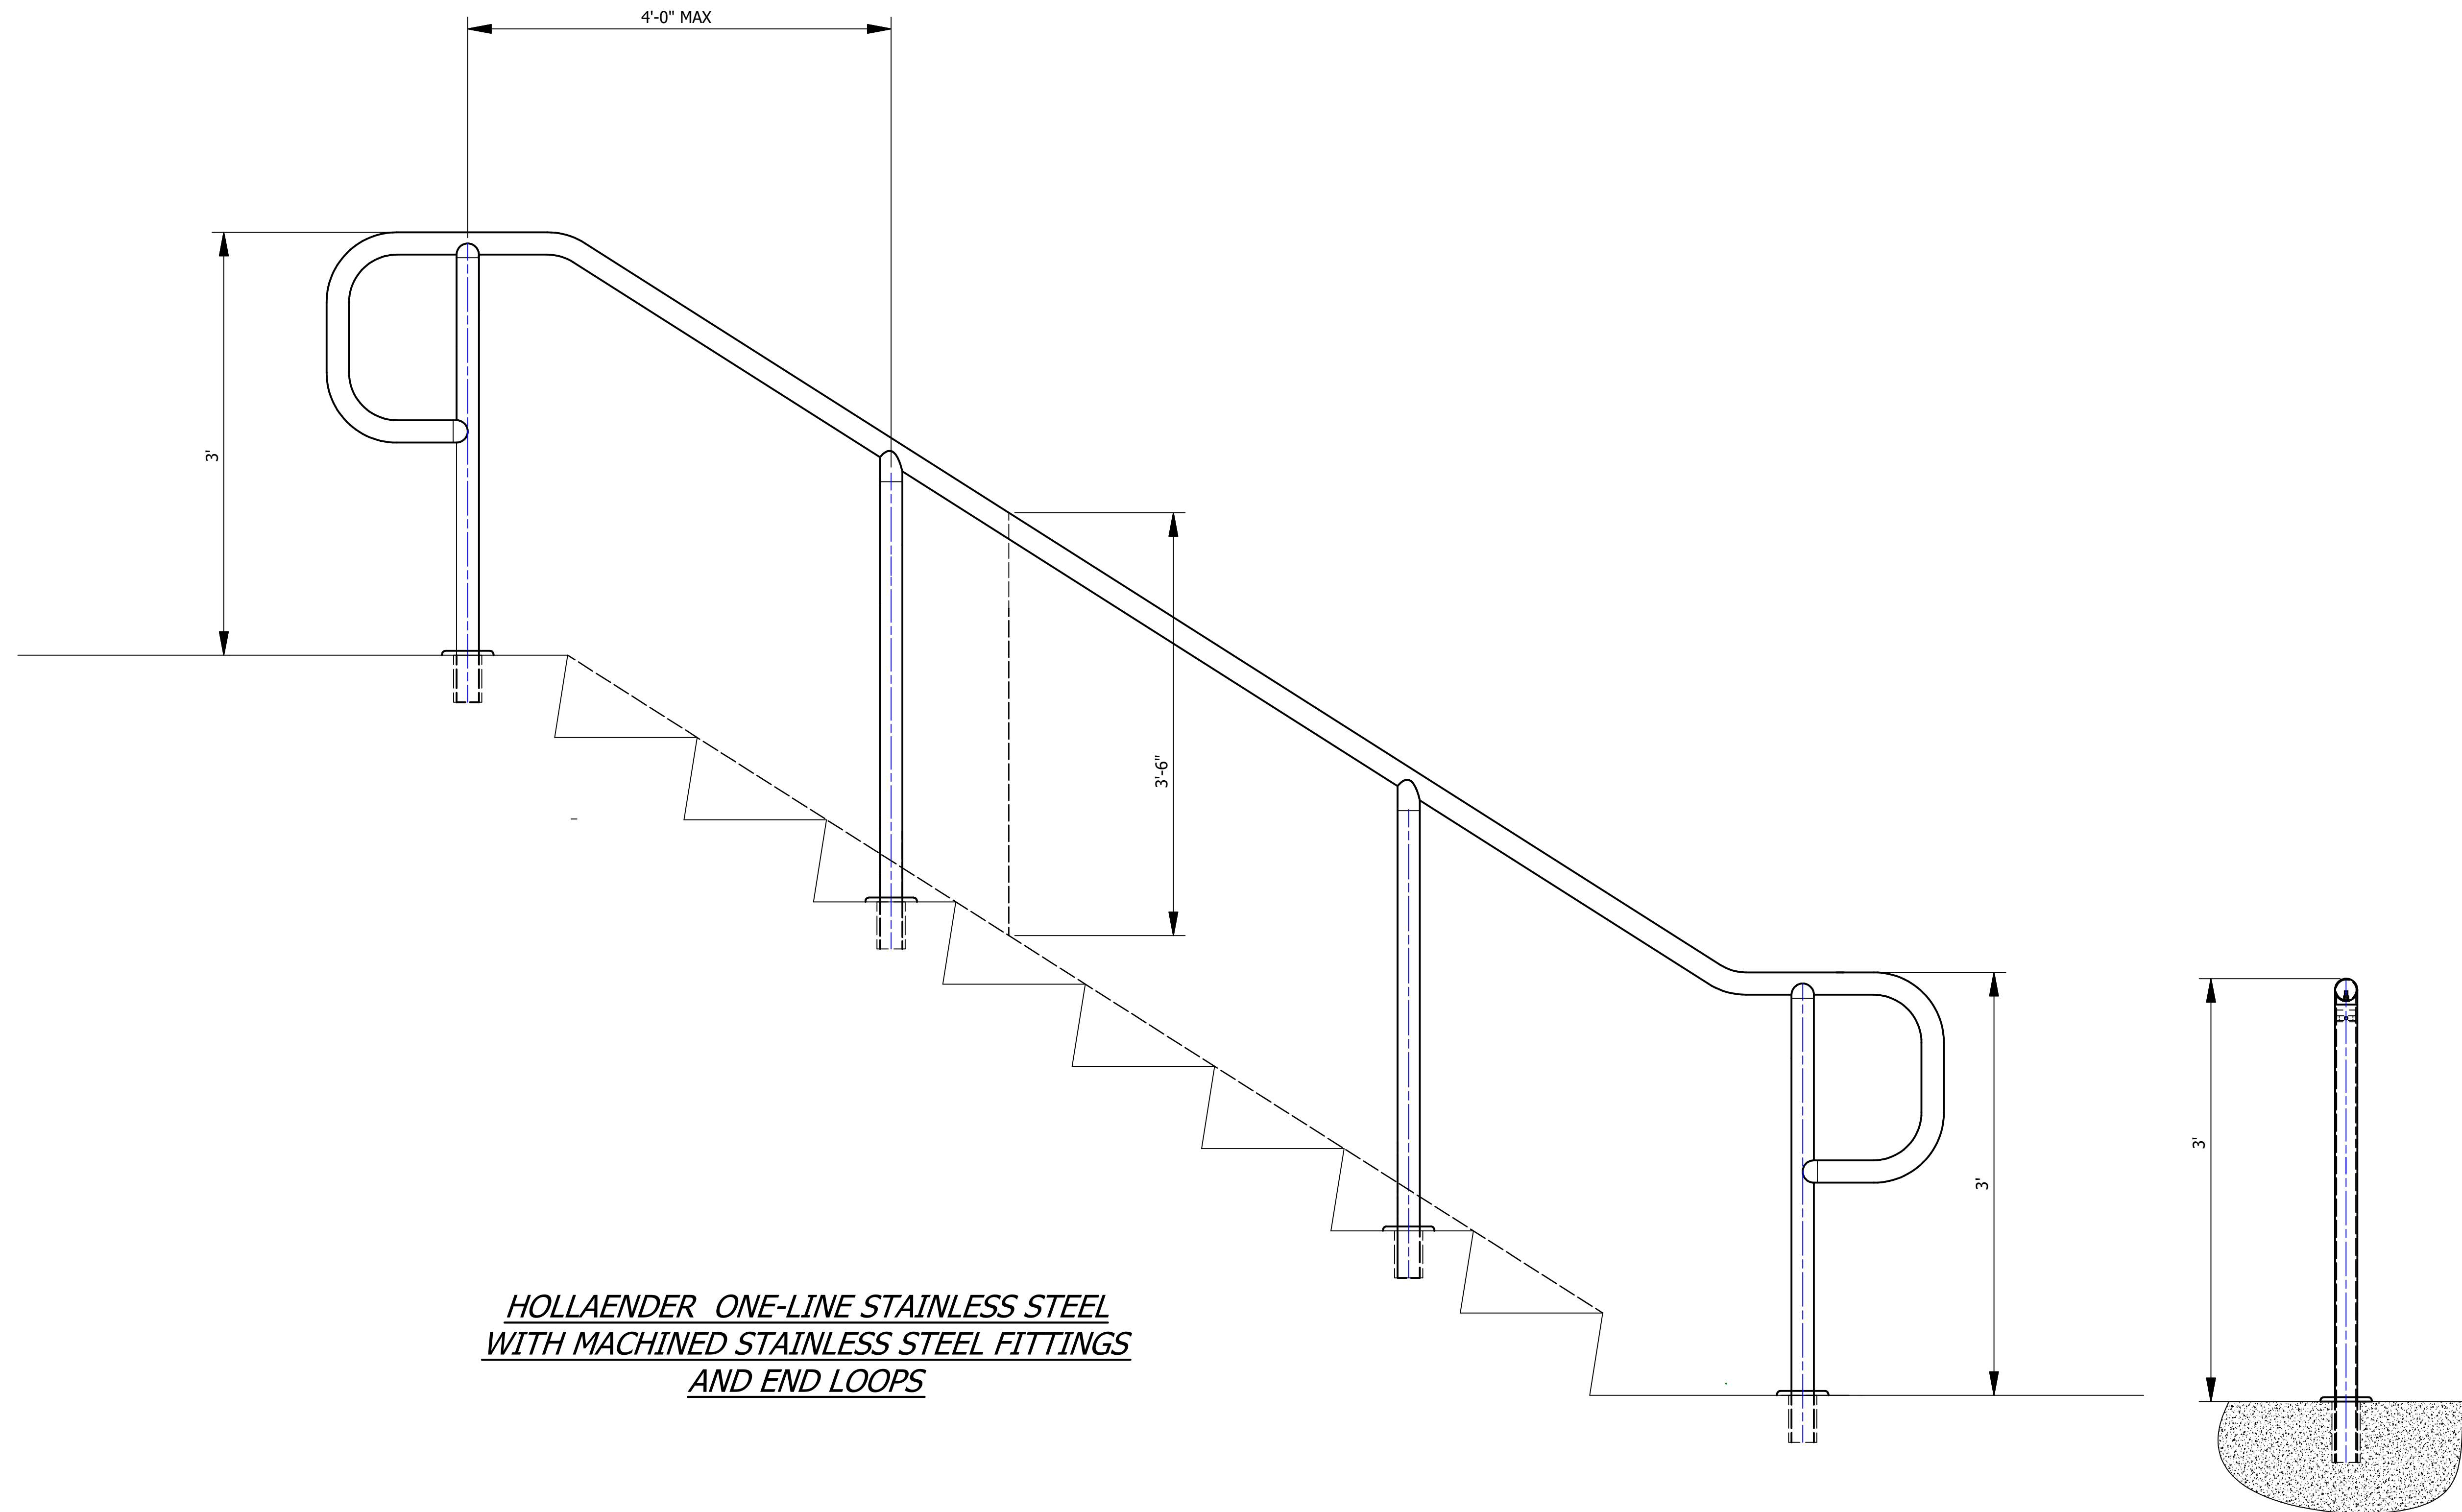 4'-0" MAX
3'
3'-6"
3'
3'
HOLLAENDER  ONE-LINE STAINLESS STEEL
WITH MACHINED STAINLESS STEEL FITTINGS
AND END LOOPS